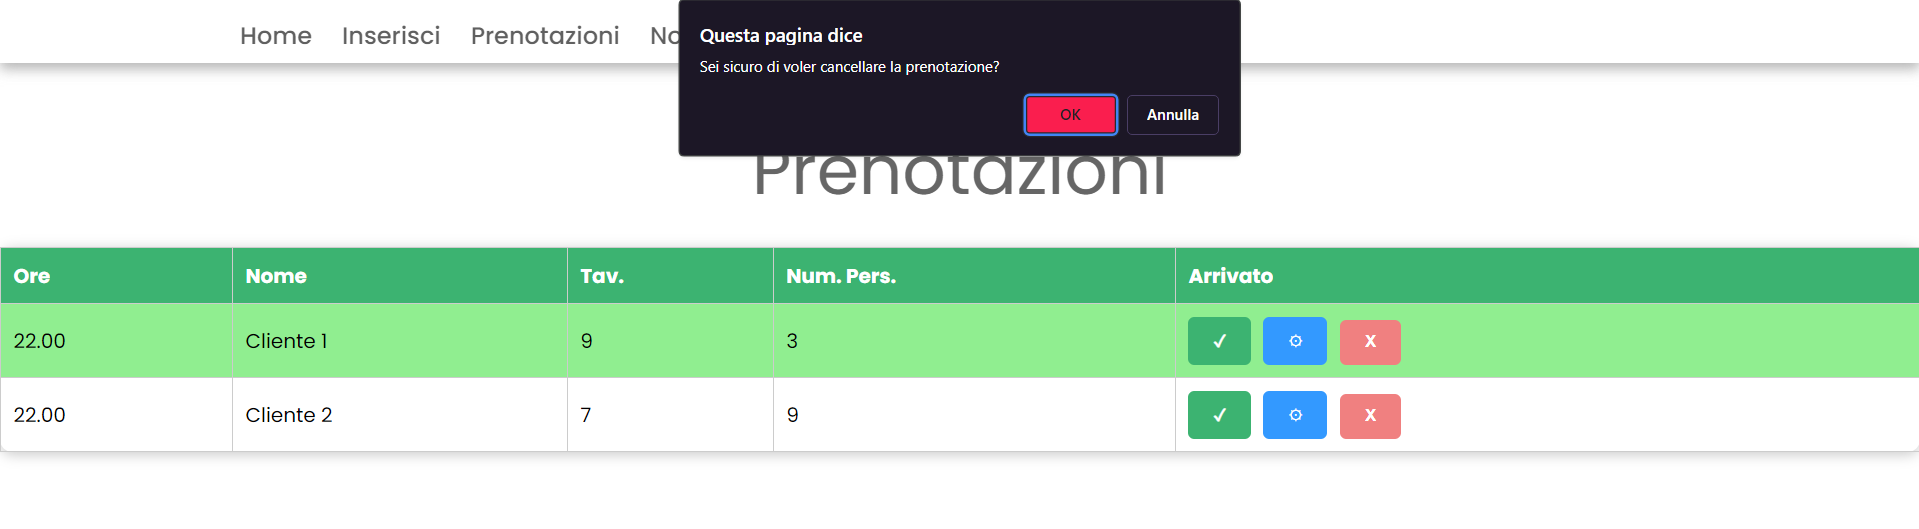 Home Inserisci Prenotazioni No
Questa pagina dice
Sei sicuro di voler cancellare la prenotazione?
OK Annulla
Prenotazioni
Ore Nome Tav. Num. Pers. Arrivato
22.00 Cliente 1 9 3 ✓ ⚙ X
22.00 Cliente 2 7 9 ✓ ⚙ X